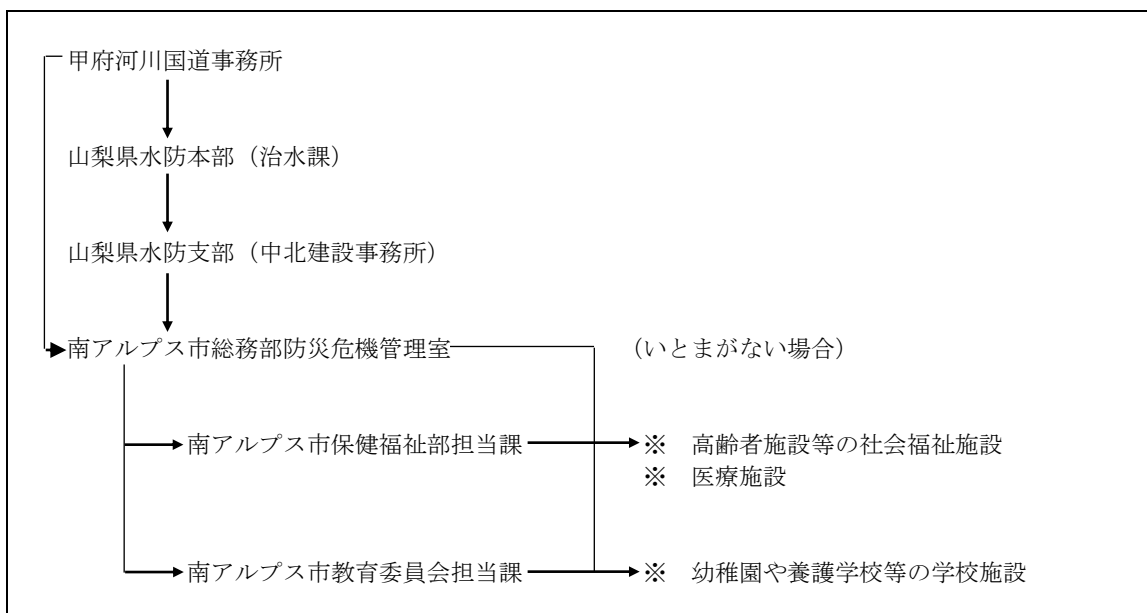 甲府河川国道事務所
山梨県水防本部（治水課）
山梨県水防支部（中北建設事務所）
南アルプス市総務部防災危機管理室 （いとまがない場合）
南アルプス市保健福祉部担当課 ※ 高齢者施設等の社会福祉施設
※ 医療施設
南アルプス市教育委員会担当課 ※ 幼稚園や養護学校等の学校施設